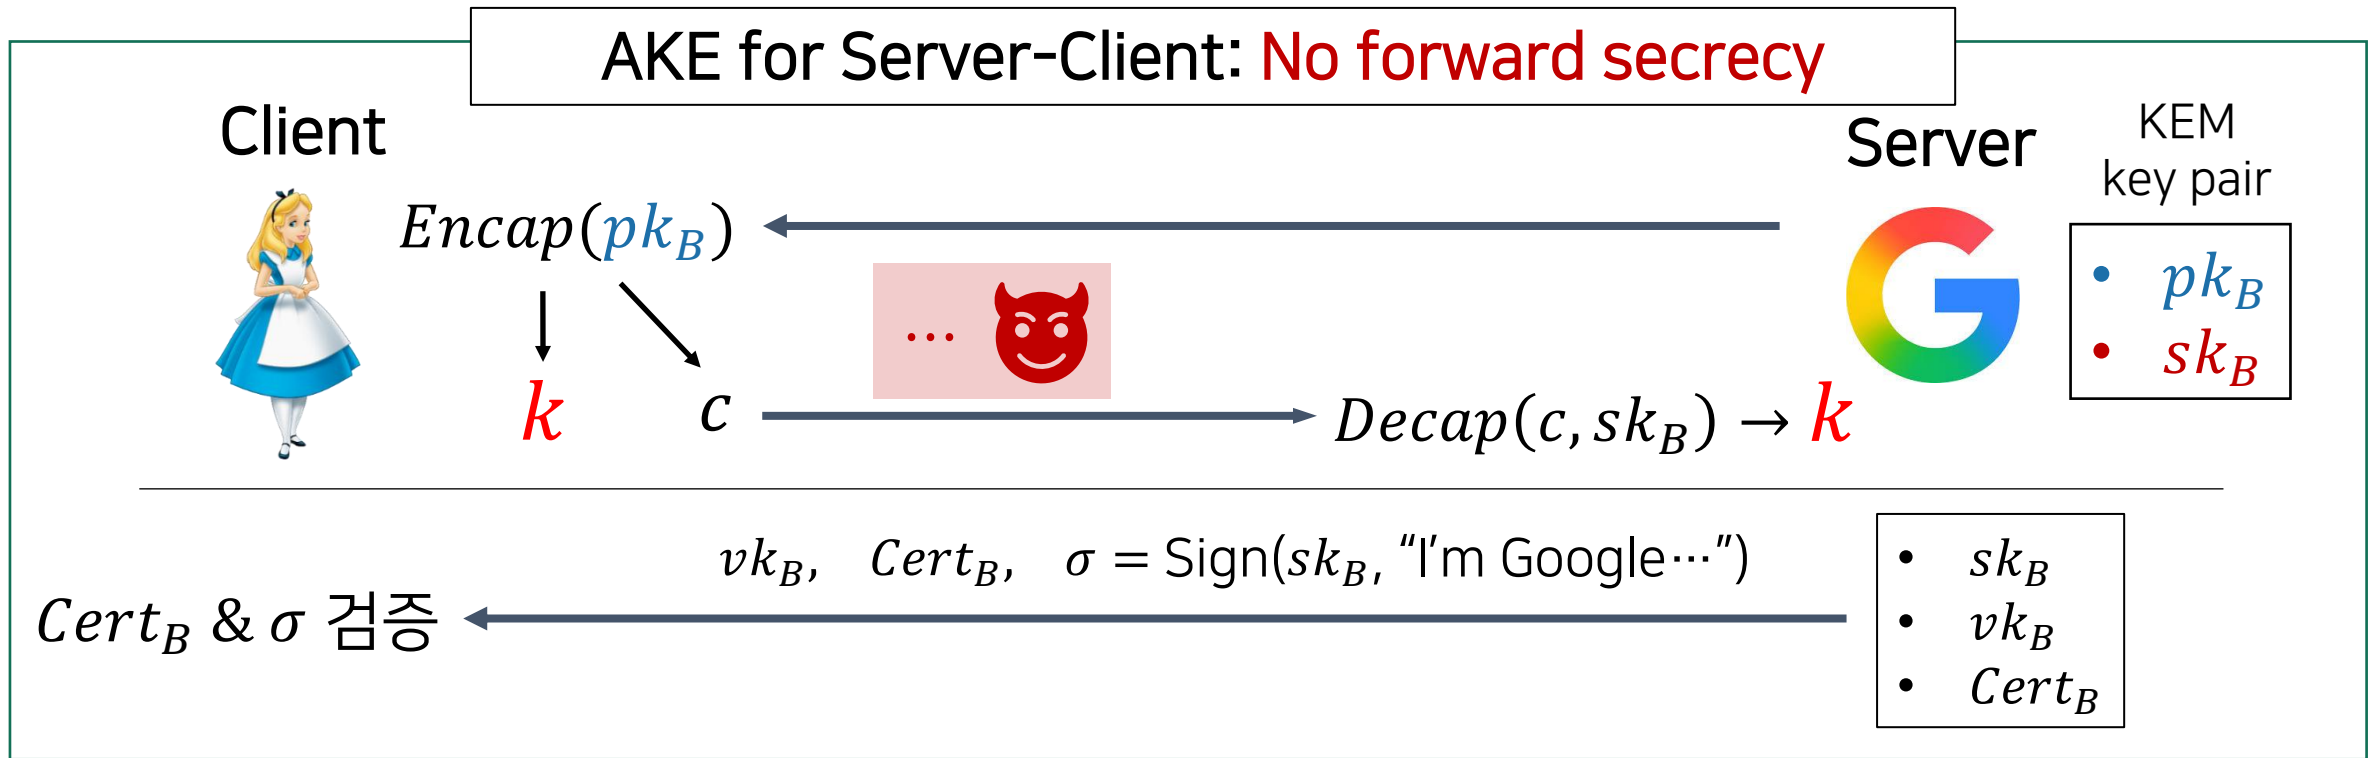 AKE for Server-Client: No forward secrecy
Client
Server
KEM
key pair
Encap(pk_B)
• pk_B
• sk_B
...
k
c
Decap(c, sk_B) → k
vk_B, Cert_B, σ = Sign(sk_B, “I’m Google⋯”)
Cert_B & σ 검증
• sk_B
• vk_B
• Cert_B